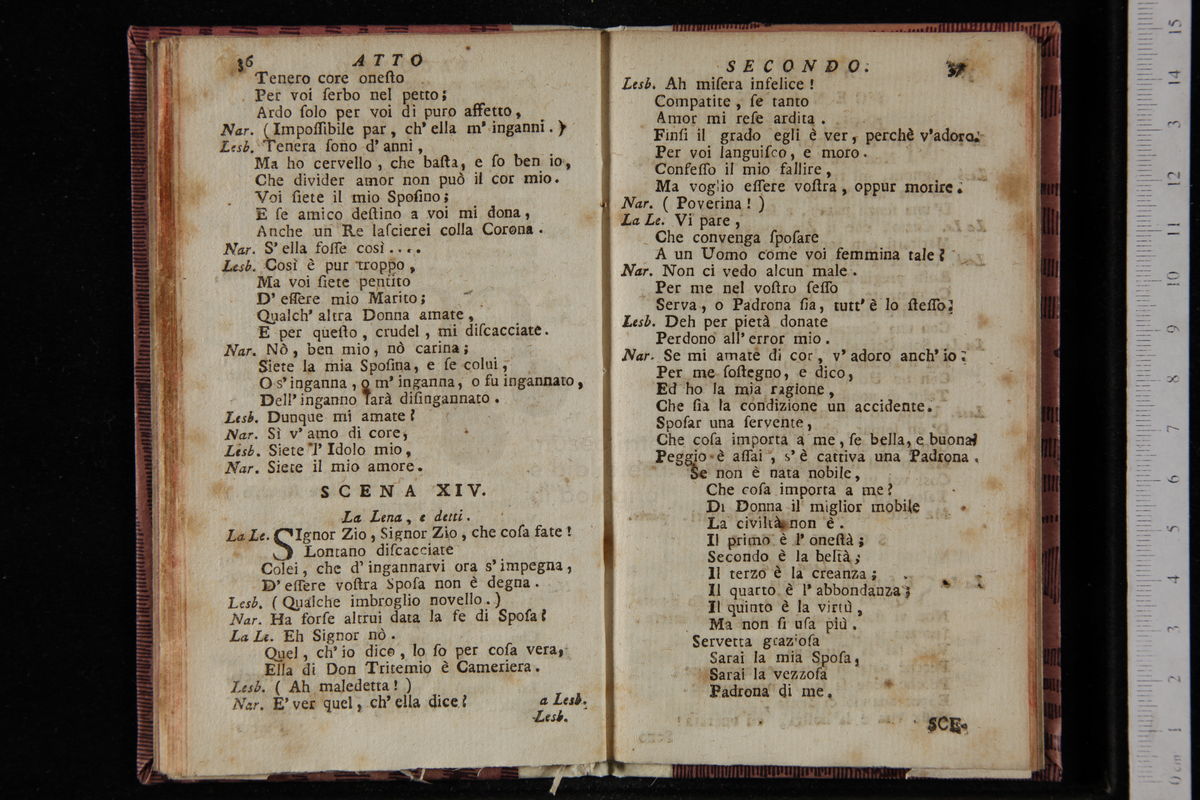 36 ATTO
Tenero core oneſto
Per voi ſerbo nel petto;
Ardo ſolo per voi di puro affetto,
Nar. (Impoſſibile par, ch' ella m' inganni.)
Lesb. Tenera ſono d' anni,
Ma ho cervello, che baſta, e ſo ben io,
Che divider amor non può il cor mio.
Voi ſiete il mio Spoſino;
E ſe amico deſtino a voi mi dona,
Anche un Re laſcierei colla Corona.
Nar. S' ella foſſe così....
Lesb. Così è pur troppo,
Ma voi ſiete pentito
D' eſſere mio Marito;
Qualch' altra Donna amate,
E per queſto, crudel, mi diſcacciate.
Nar. Nò, ben mio, nò carina;
Siete la mia Spoſina, e ſe colui,
O s' inganna, o m' inganna, o fu ingannato,
Dell' inganno ſarà diſingannato.
Lesb. Dunque mi amate?
Nar. Sì v' amo di core,
Lesb. Siete l' Idolo mio,
Nar. Siete il mio amore.
SCENA XIV.
La Lena, e detti.
La Le. SIgnor Zio, Signor Zio, che coſa fate!
Lontano diſcacciate
Colei, che d' ingannarvi ora s' impegna,
D' eſſere voſtra Spoſa non è degna.
Lesb. (Qualche imbroglio novello.)
Nar. Ha forſe altrui data la fe di Spoſa?
La Le. Eh Signor nò.
Quel, ch' io dico, lo ſo per coſa vera,
Ella di Don Tritemio è Cameriera.
Lesb. (Ah maledetta!)
Nar. E' ver quel, ch' ella dice? a Lesb.
Lesb.
SECONDO. 37
Lesb. Ah miſera infelice!
Compatite, ſe tanto
Amor mi reſe ardita.
Finſi il grado egli è ver, perchè v'adoro.
Per voi languiſco, e moro.
Confeſſo il mio fallire,
Ma voglio eſſere voſtra, oppur morire.
Nar. (Poverina!)
La Le. Vi pare,
Che convenga ſpoſare
A un Uomo come voi femmina tale?
Nar. Non ci vedo alcun male.
Per me nel voſtro ſeſſo
Serva, o Padrona ſia, tutt' è lo ſteſſo.
Lesb. Deh per pietà donate
Perdono all' error mio.
Nar. Se mi amate di cor, v' adoro anch' io.
Per me ſoſtegno, e dico,
Ed ho la mia ragione,
Che ſia la condizione un accidente.
Spoſar una ſervente,
Che coſa importa a me, ſe bella, e buona?
Peggio è aſſai, s' è cattiva una Padrona.
Se non è nata nobile,
Che coſa importa a me?
Di Donna il miglior mobile
La civiltà non è.
Il primo è l' oneſtà;
Secondo è la beltà;
Il terzo è la creanza;
Il quarto è l' abbondanza;
Il quinto è la virtù,
Ma non ſi uſa più.
Servetta grazioſa
Sarai la mia Spoſa,
Sarai la vezzoſa
Padrona di me.
SCE-
15
14
13
12
11
10
9
8
7
6
5
4
3
2
1
0 cm